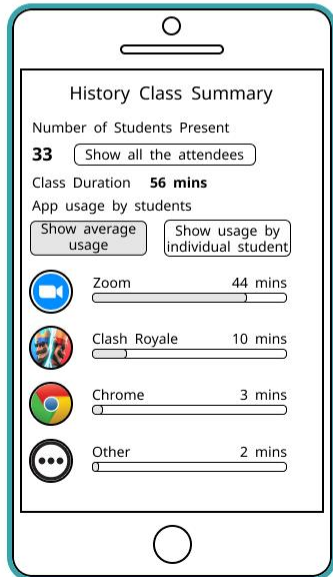 History Class Summary
Number of Students Present
33 Show all the attendees
Class Duration 56 mins
App usage by students
Show average
usage
Show usage by
individual student
Zoom 44 mins
Clash Royale 10 mins
Chrome 3 mins
Other 2 mins